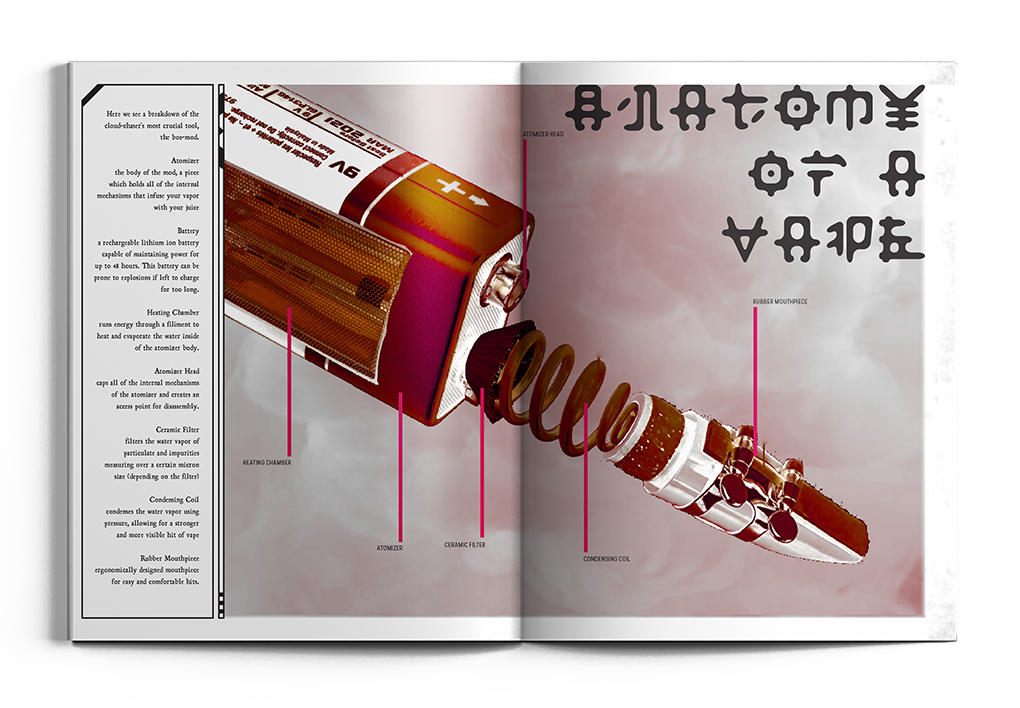 ANATOMY
OF A
VAPE
Here we see a breakdown of the
cloud-chaser's most crucial tool,
the box-mod.
Atomizer
the body of the mod, a piece
which holds all of the internal
mechanisms that infuse your vapor
with your juice
Battery
a rechargeable lithium ion battery
capable of maintaining power for
up to 48 hours. This battery can be
prone to explosions if left to charge
for too long.
Heating Chamber
runs energy through a filiment to
heat and evaporate the water inside
of the atomizer body.
Atomizer Head
caps all of the internal mechanisms
of the atomizer and creates an
access point for disassembly.
Ceramic Filter
filters the water vapor of
particulate and impurities
measuring over a certain micron
size (depending on the filter)
Condensing Coil
condenses the water vapor using
pressure, allowing for a stronger
and more visible hit of vape
Rubber Mouthpiece
ergonomically designed mouthpiece
for easy and comfortable hits.
9V
MAR 2021
Made in Malaysia
Connect correctly. Do not recharge,
+
ATOMIZER HEAD
RUBBER MOUTHPIECE
HEATING CHAMBER
ATOMIZER
CERAMIC FILTER
CONDENSING COIL